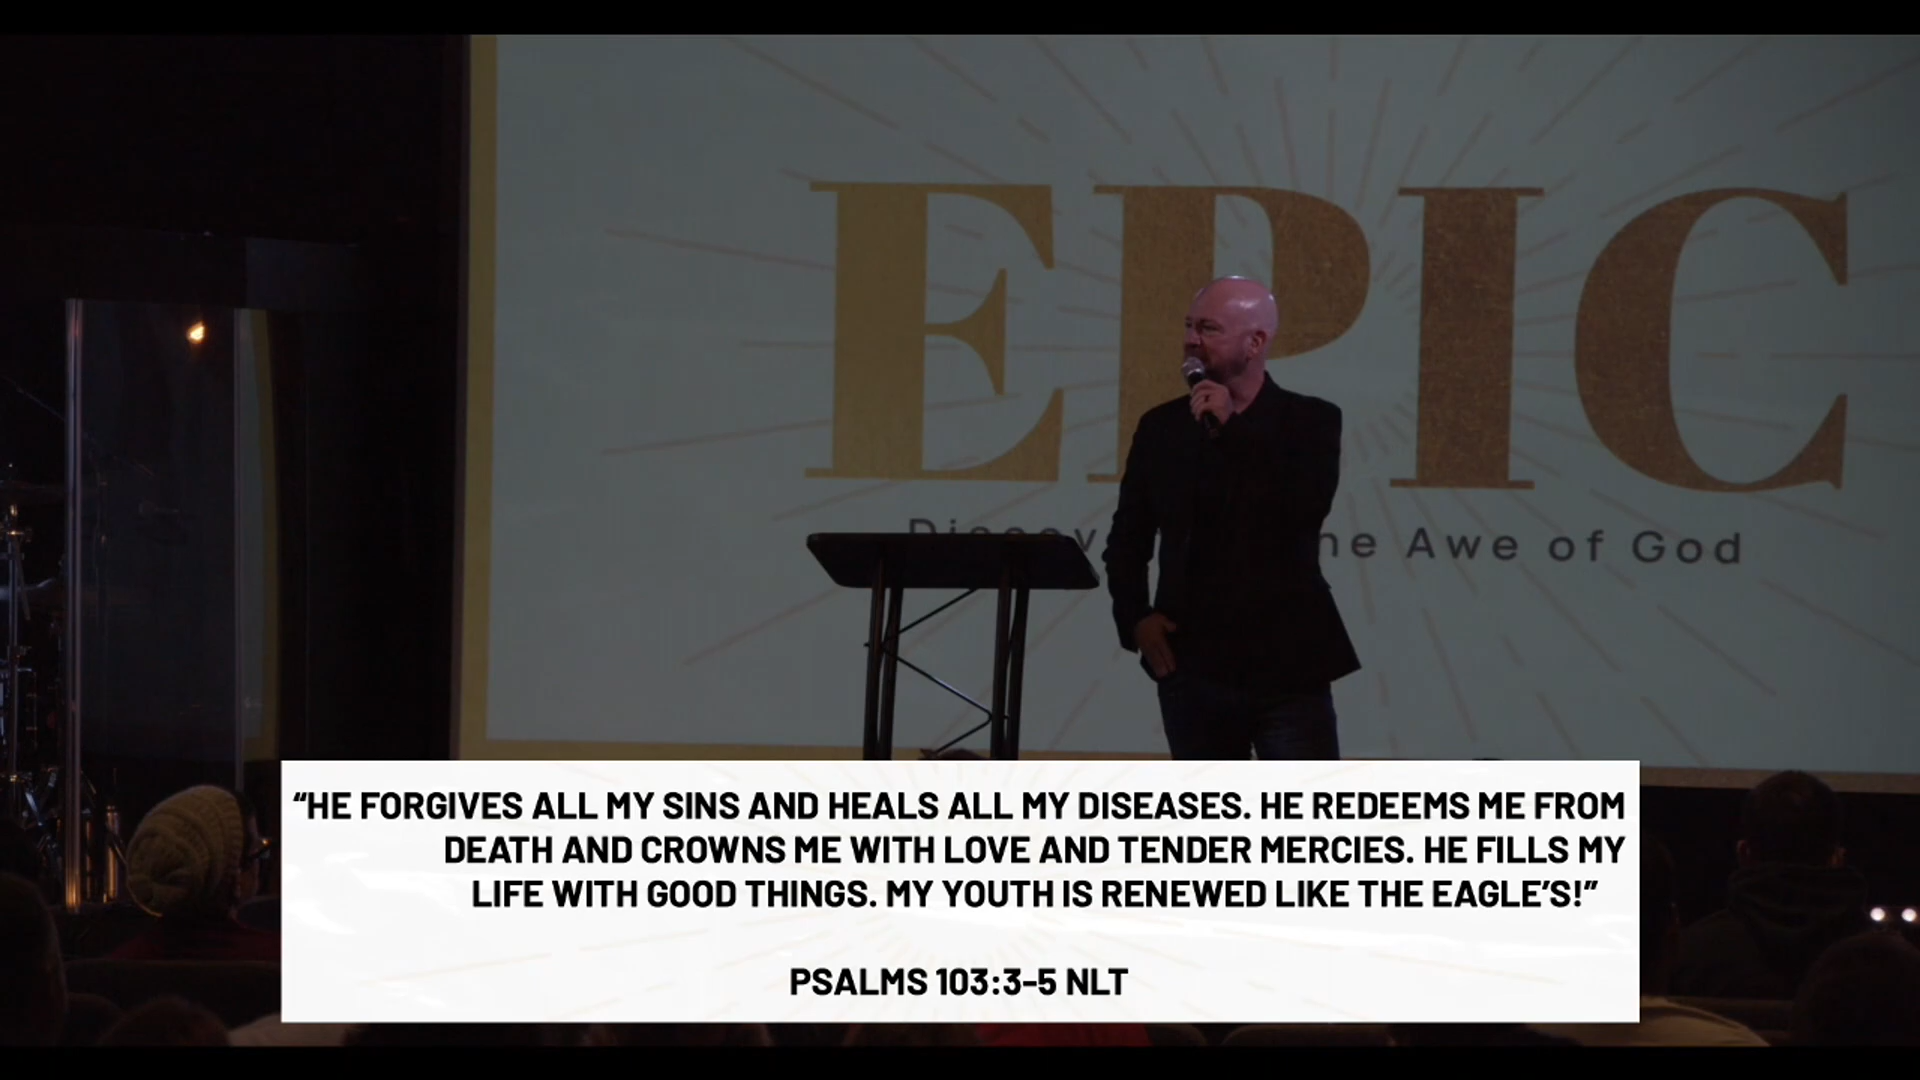 EPIC
he Awe of God
“HE FORGIVES ALL MY SINS AND HEALS ALL MY DISEASES. HE REDEEMS ME FROM
DEATH AND CROWNS ME WITH LOVE AND TENDER MERCIES. HE FILLS MY
LIFE WITH GOOD THINGS. MY YOUTH IS RENEWED LIKE THE EAGLE’S!”
PSALMS 103:3-5 NLT